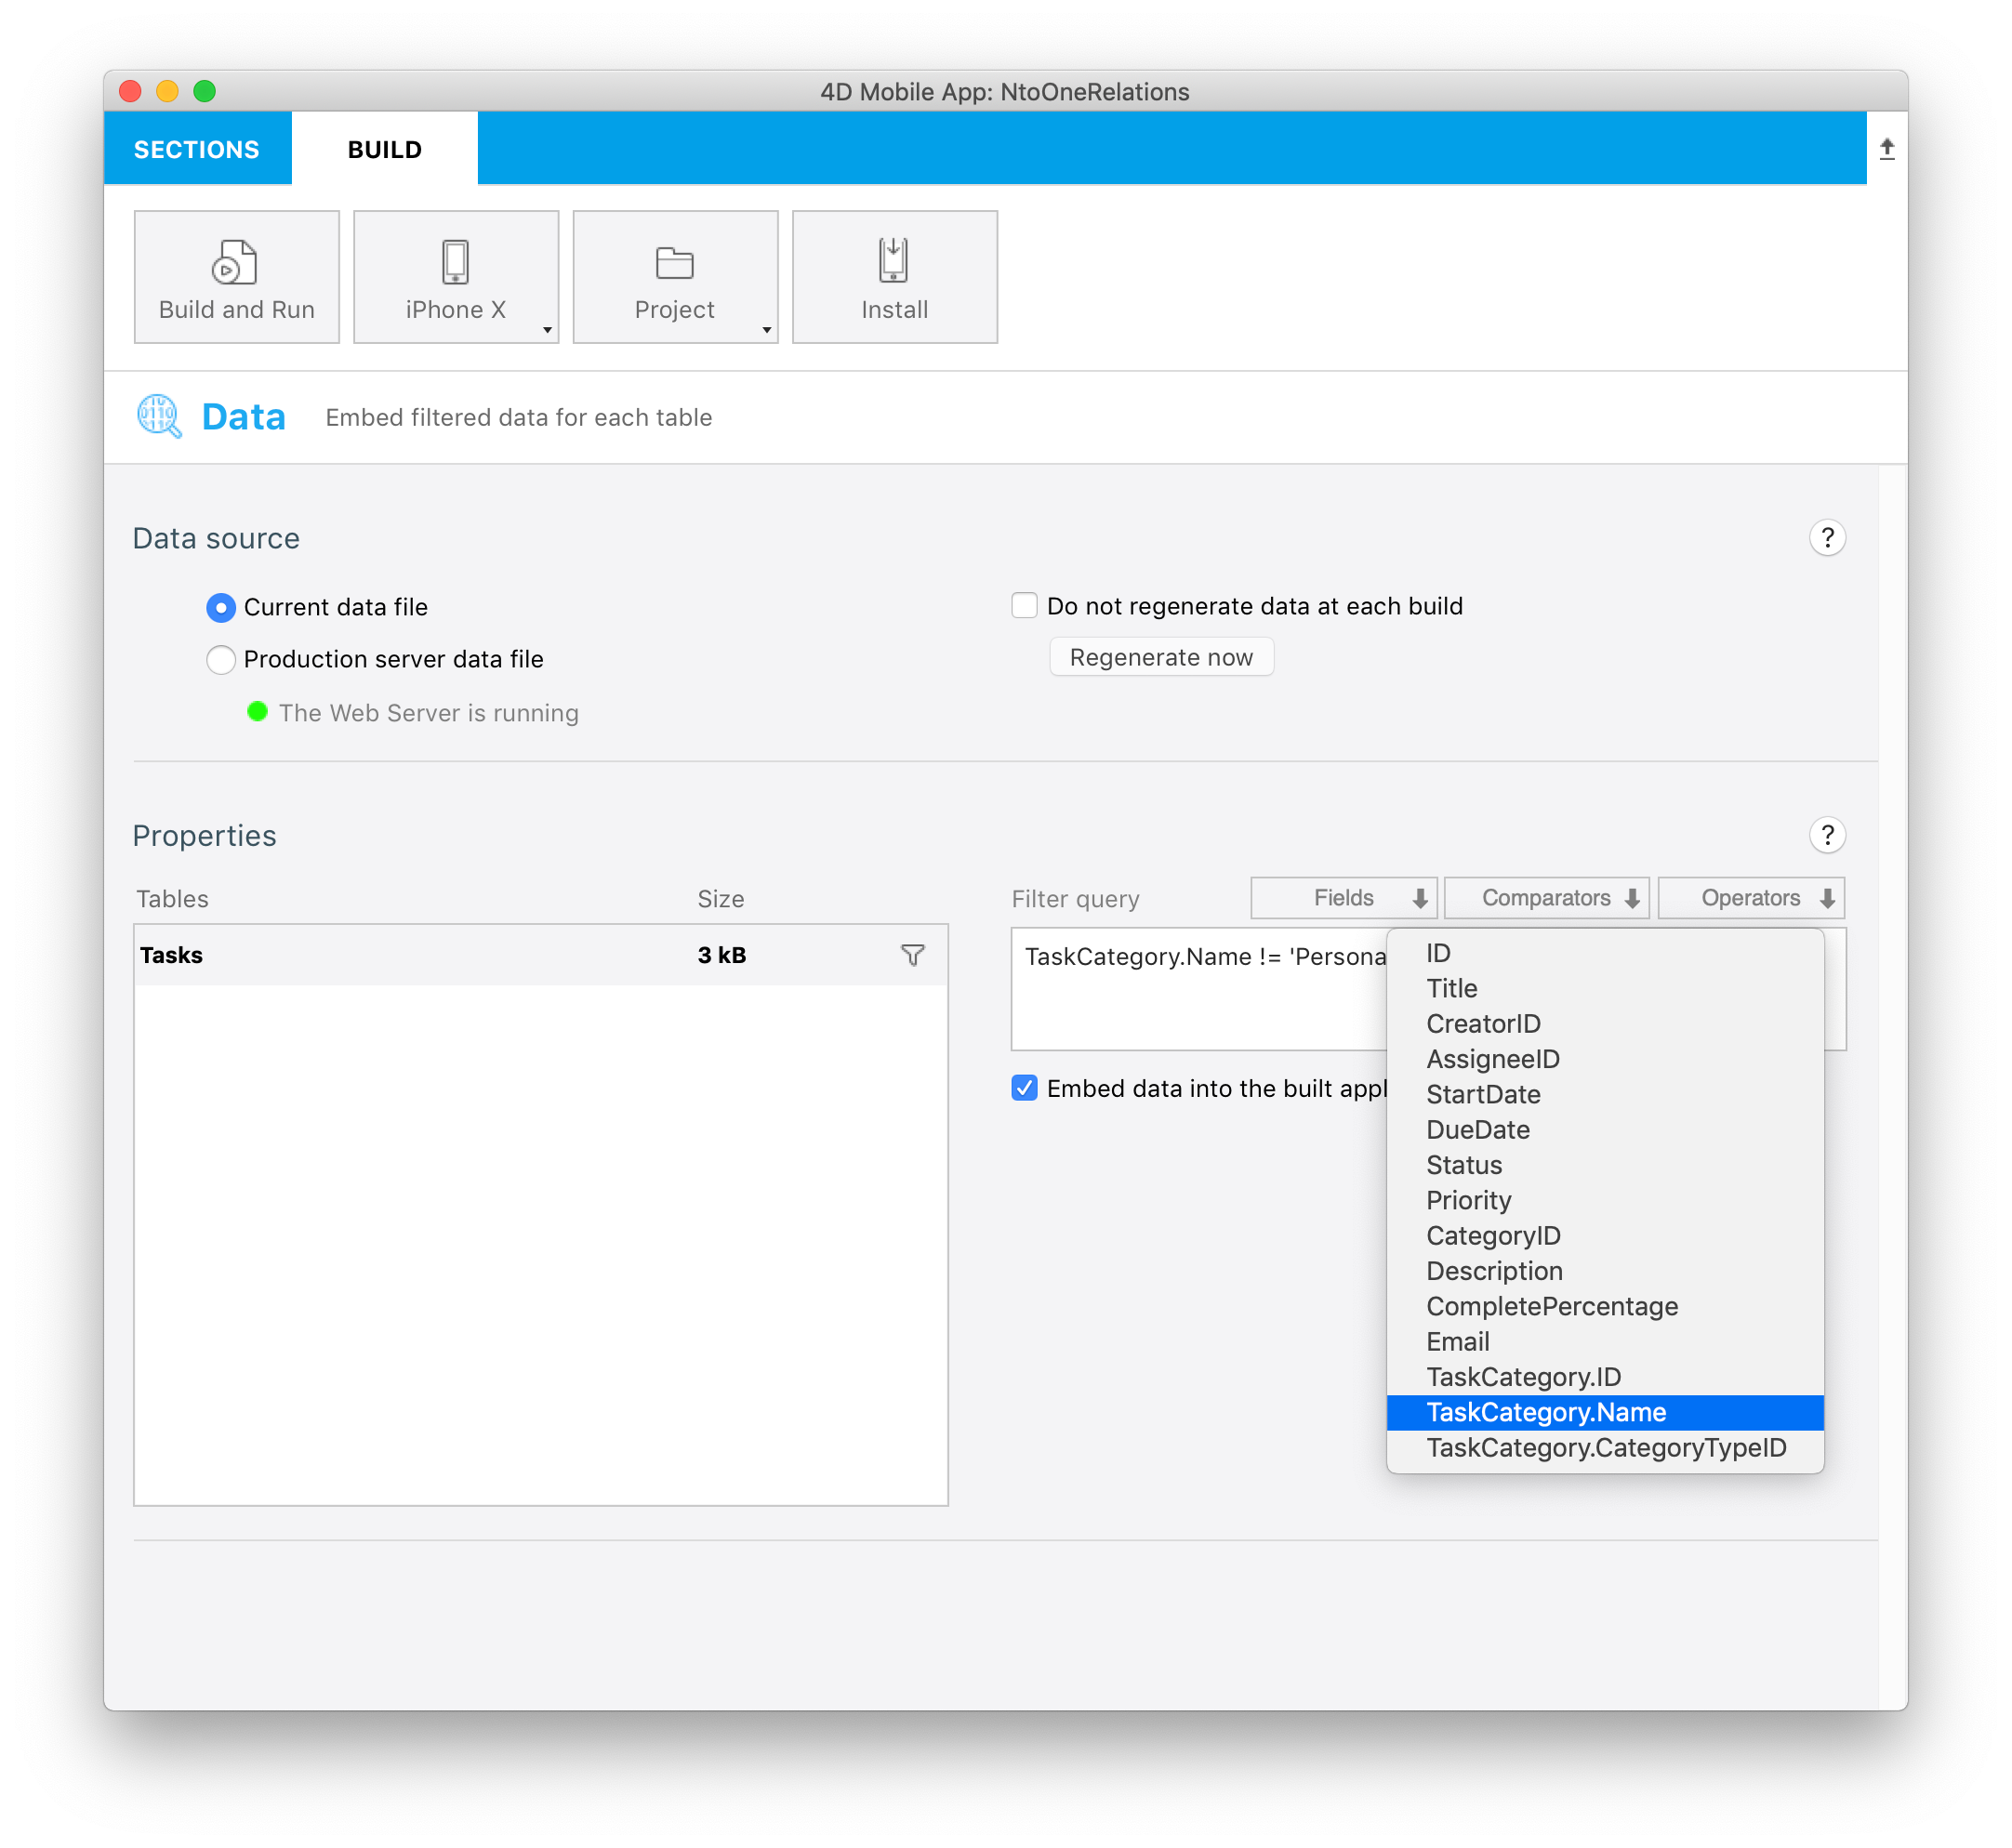 4D Mobile App: NtoOneRelations
SECTIONS BUILD
Build and Run iPhone X Project Install
Data Embed filtered data for each table
Data source ?
Current data file Do not regenerate data at each build
Production server data file Regenerate now
The Web Server is running
Properties ?
Tables Size Filter query Fields Comparators Operators
Tasks 3 kB TaskCategory.Name != 'Persona
Embed data into the built appl
ID
Title
CreatorID
AssigneeID
StartDate
DueDate
Status
Priority
CategoryID
Description
CompletePercentage
Email
TaskCategory.ID
TaskCategory.Name
TaskCategory.CategoryTypeID